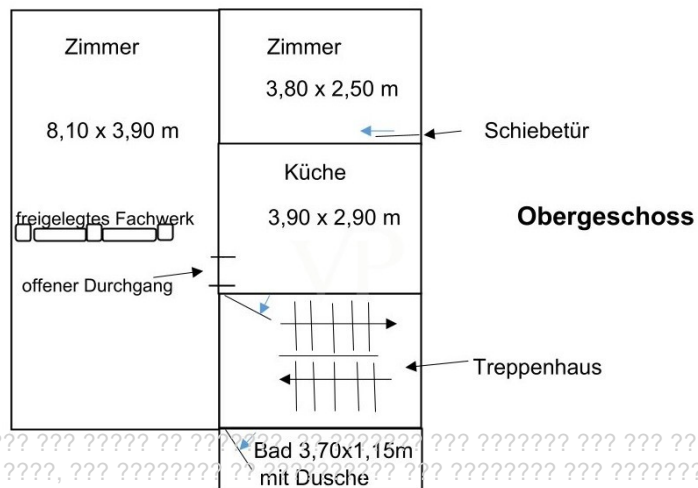 Zimmer
8,10 x 3,90 m
freigelegtes Fachwerk
offener Durchgang
Zimmer
3,80 x 2,50 m
Schiebetür
Küche
3,90 x 2,90 m
Obergeschoss
VP
Treppenhaus
Bad 3,70x1,15m
mit Dusche